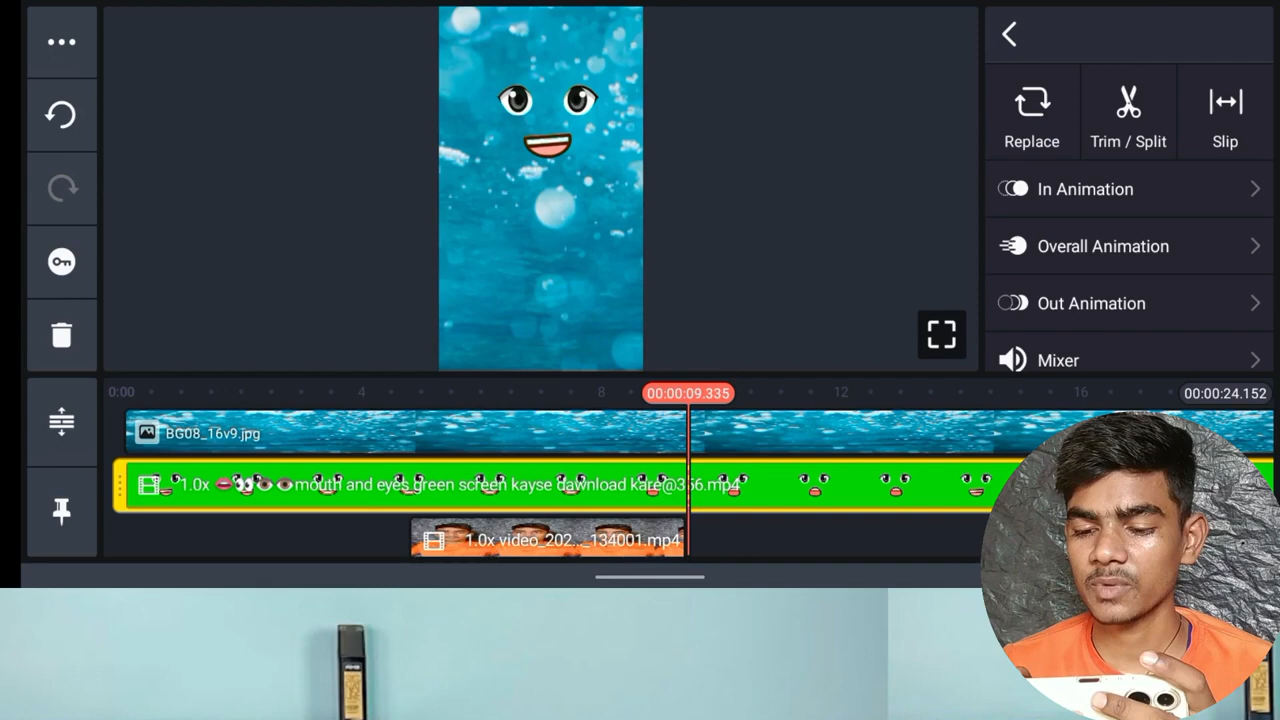 Replace
Trim / Split
Slip
In Animation
Overall Animation
Out Animation
Mixer
0:00
4
8
00:00:09.335
12
16
00:00:24.152
BG08_16v9.jpg
1.0x 👄👀👁👁mouth and eyes green screen kayse dawnload kare@356.mp4
1.0x video_202..._134001.mp4